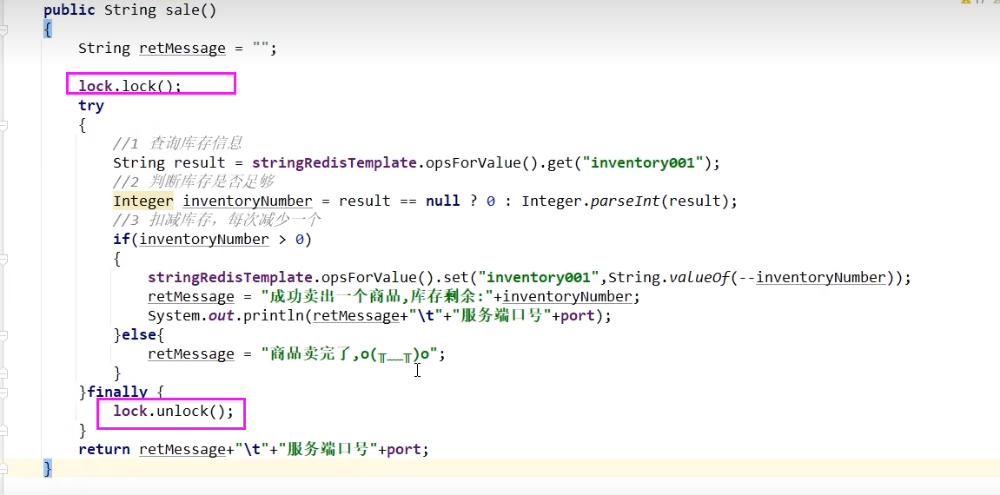 public String sale()
{
String retMessage = "";
lock.lock();
try
{
//1 查询库存信息
String result = stringRedisTemplate.opsForValue().get("inventory001");
//2 判断库存是否足够
Integer inventoryNumber = result == null ? 0 : Integer.parseInt(result);
//3 扣减库存，每次减少一个
if(inventoryNumber > 0)
{
stringRedisTemplate.opsForValue().set("inventory001",String.valueOf(--inventoryNumber));
retMessage = "成功卖出一个商品,库存剩余:"+inventoryNumber;
System.out.println(retMessage+"\t"+"服务端口号"+port);
}else{
retMessage = "商品卖完了,o(╥﹏╥)o";
}
}finally {
lock.unlock();
}
return retMessage+"\t"+"服务端口号"+port;
}